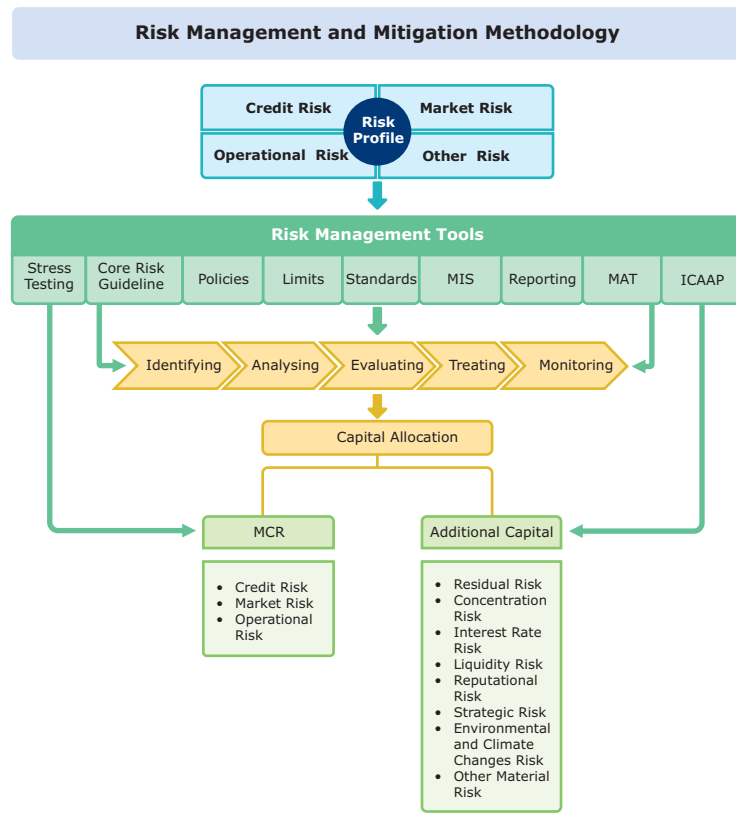 Risk Management and Mitigation Methodology
Credit Risk
Market Risk
Risk
Profile
Operational Risk
Other Risk
Risk Management Tools
Stress
Testing
Core Risk
Guideline
Policies
Limits
Standards
MIS
Reporting
MAT
ICAAP
Identifying
Analysing
Evaluating
Treating
Monitoring
Capital Allocation
MCR
Additional Capital
• Credit Risk
• Market Risk
• Operational
Risk
• Residual Risk
• Concentration
Risk
• Interest Rate
Risk
• Liquidity Risk
• Reputational
Risk
• Strategic Risk
• Environmental
and Climate
Changes Risk
• Other Material
Risk